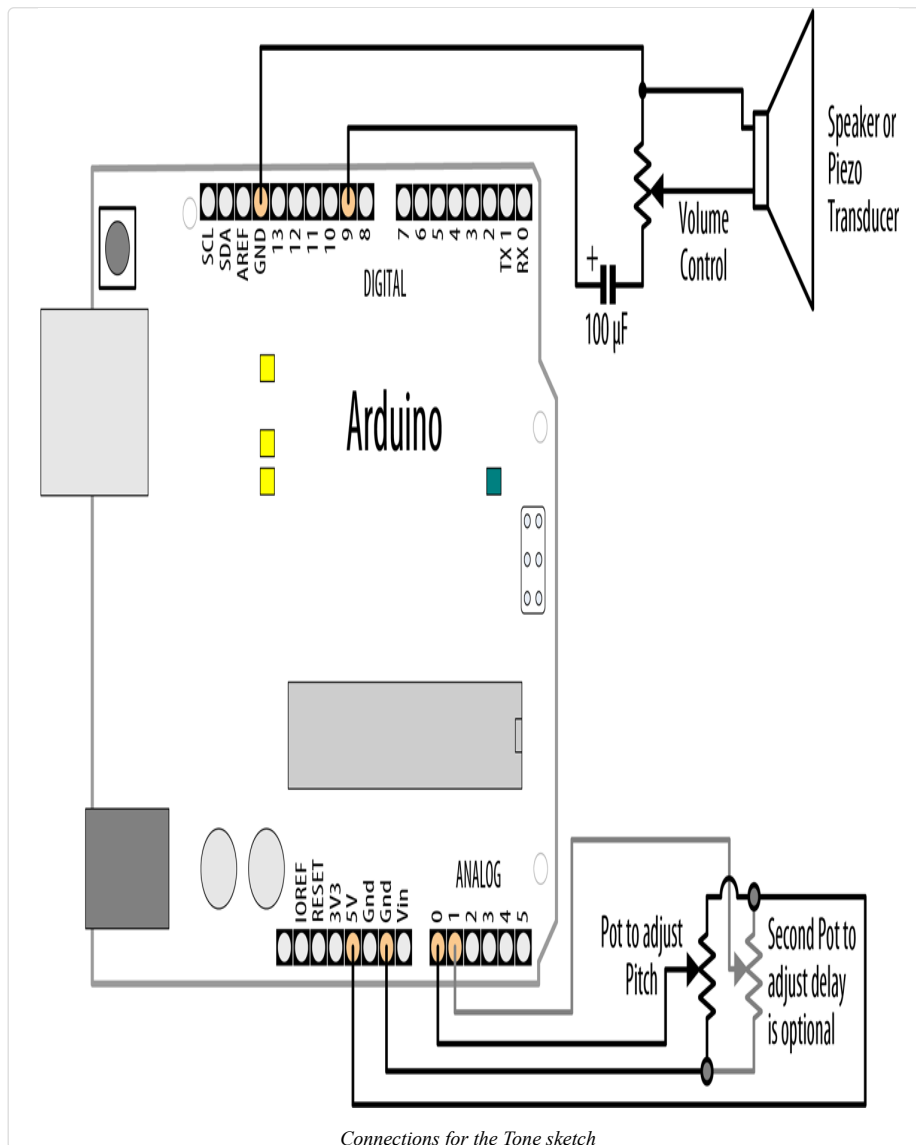 Speaker or
Piezo
Transducer
Volume
Control
+
100 µF
SCL
SDA
AREF
GND
13
12
11
10
9
8
7
6
5
4
3
2
TX 1
RX 0
DIGITAL
Arduino
ANALOG
IOREF
RESET
3V3
5V
Gnd
Gnd
Vin
0
1
2
3
4
5
Pot to adjust
Pitch
Second Pot to
adjust delay
is optional
Connections for the Tone sketch